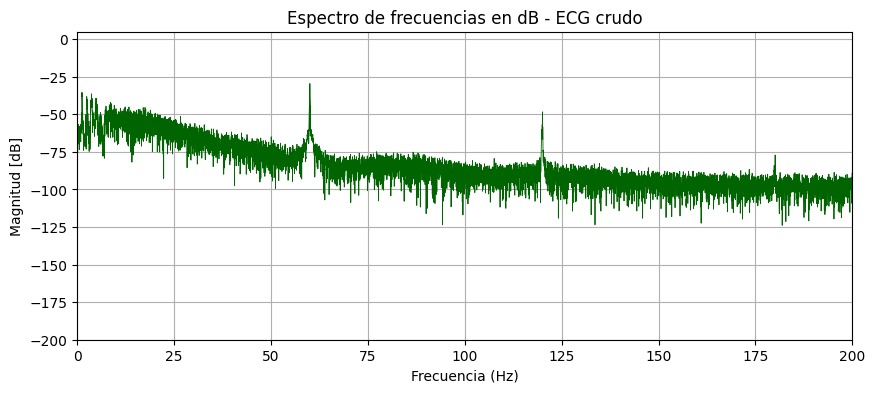 Espectro de frecuencias en dB - ECG crudo
Magnitud [dB]
0
−25
−50
−75
−100
−125
−150
−175
−200
0 25 50 75 100 125 150 175 200
Frecuencia (Hz)